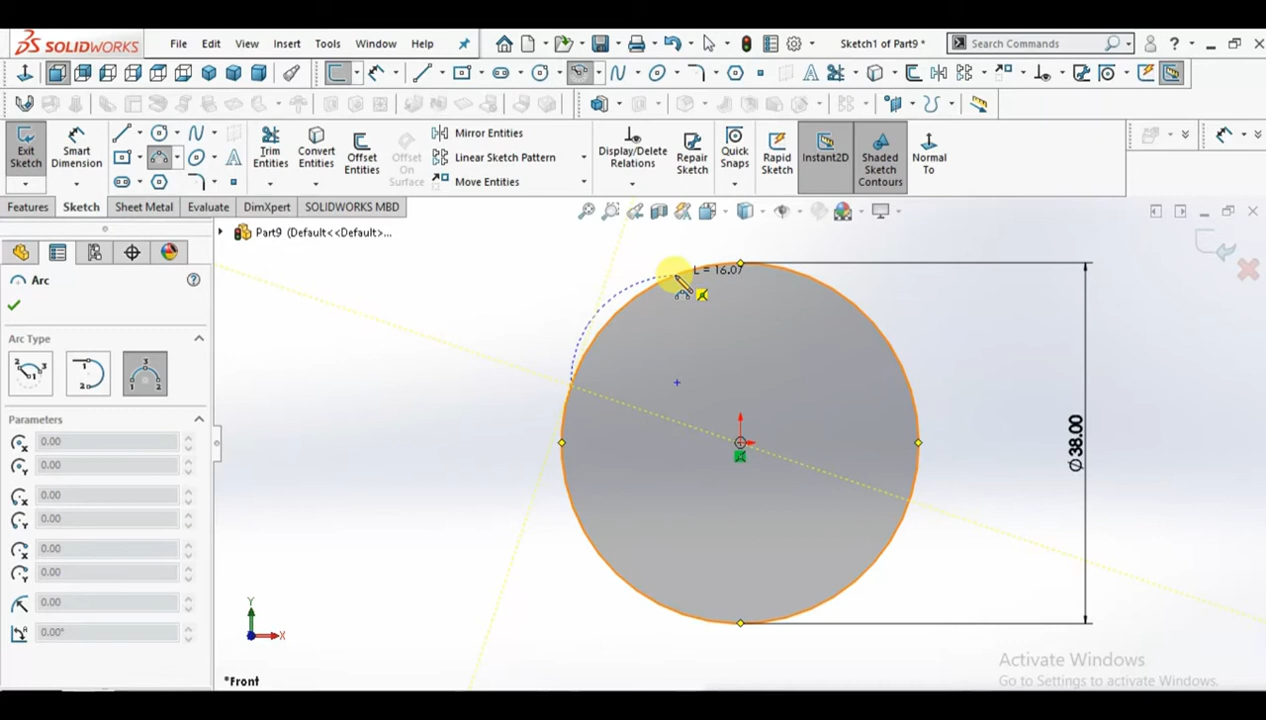 SOLIDWORKS File Edit View Insert Tools Window Help Sketch1 of Part9 * Search Commands ?
Exit Sketch
Smart Dimension
Trim Entities
Convert Entities
Offset Entities
Offset On Surface
Mirror Entities
Linear Sketch Pattern
Move Entities
Display/Delete Relations
Repair Sketch
Quick Snaps
Rapid Sketch
Instant2D
Shaded Sketch Contours
Normal To
Features Sketch Sheet Metal Evaluate DimXpert SOLIDWORKS MBD
Part9 (Default<<Default>...
Arc
L = 16.07
Arc Type
Parameters
0.00
0.00
0.00
0.00
0.00
0.00
0.00
0.00°
Ø38.00
Y
X
*Front
Activate Windows
Go to Settings to activate Windows.